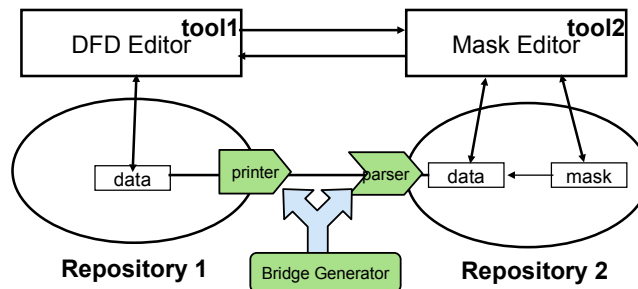 tool1
DFD Editor
tool2
Mask Editor
data
printer
parser
data
mask
Repository 1
Bridge Generator
Repository 2